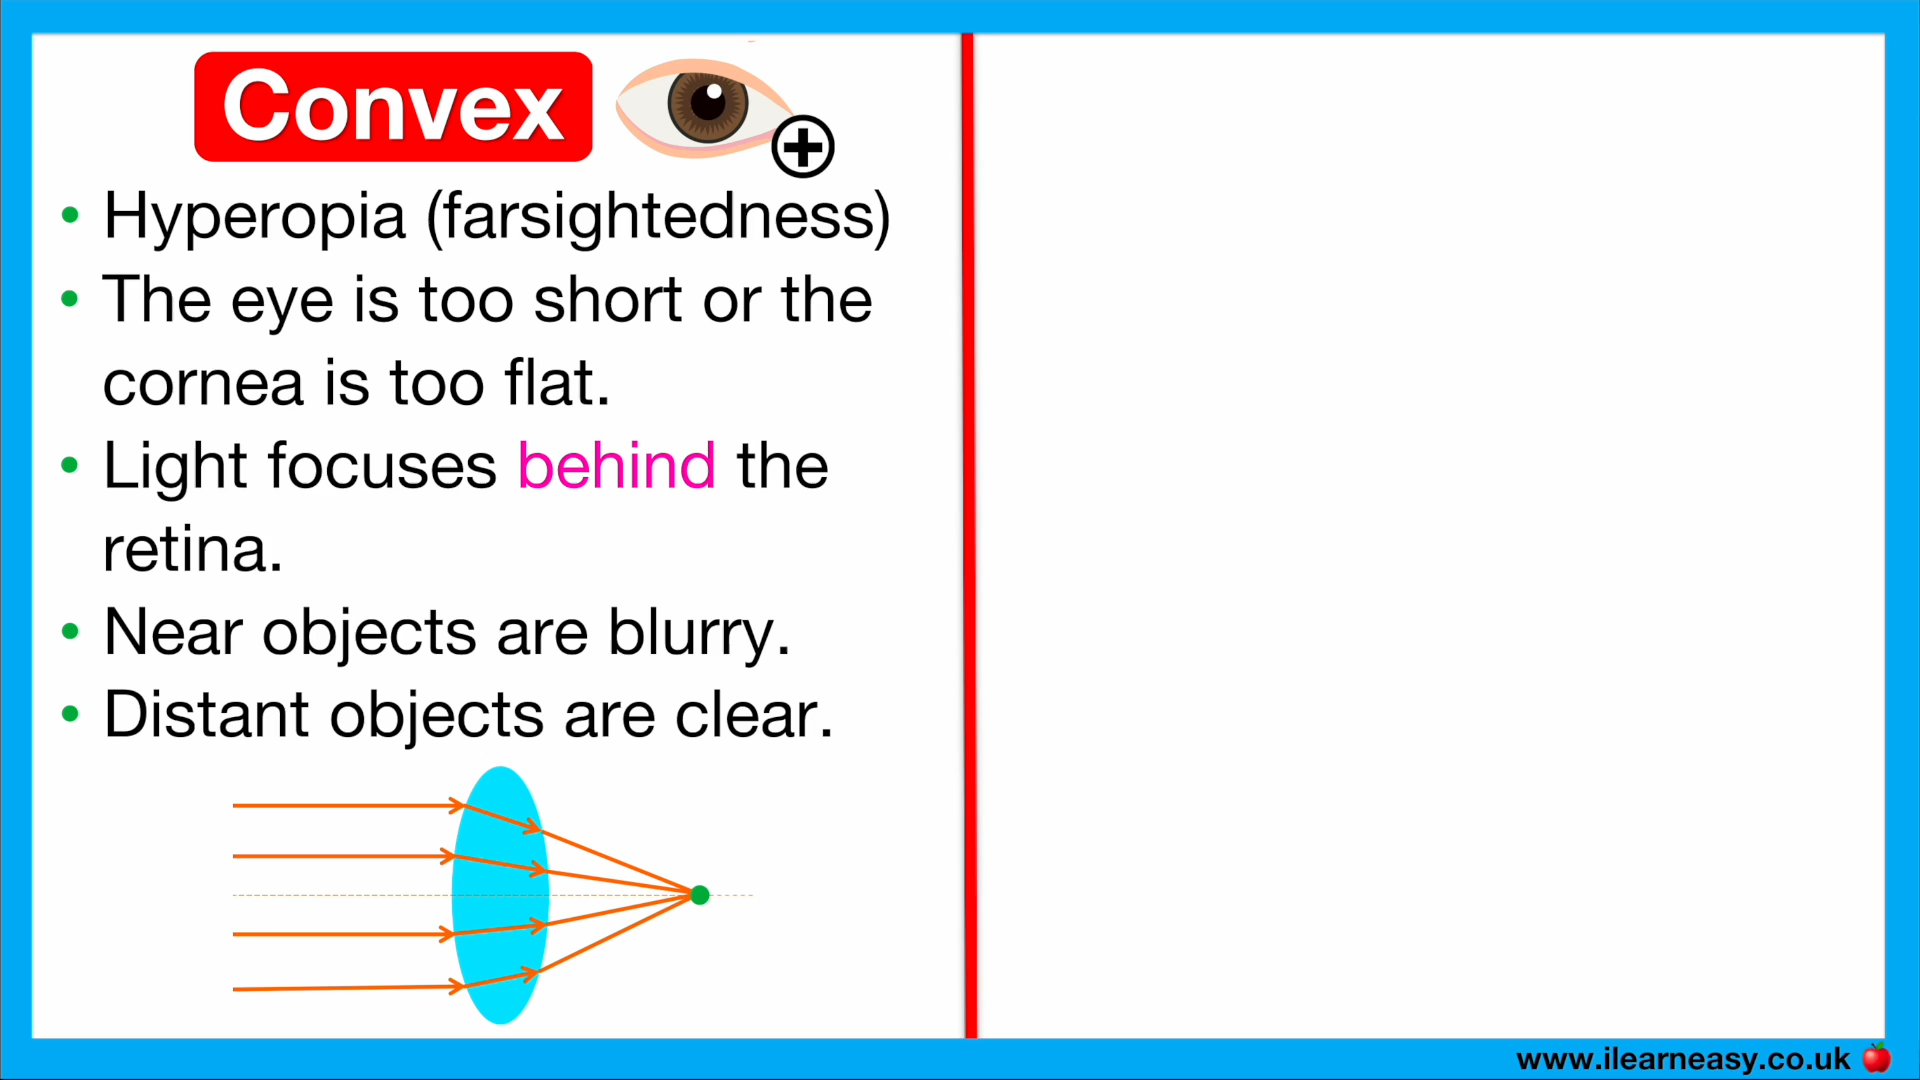 Convex
• Hyperopia (farsightedness)
• The eye is too short or the
cornea is too flat.
• Light focuses behind the
retina.
• Near objects are blurry.
• Distant objects are clear.
www.ilearneasy.co.uk